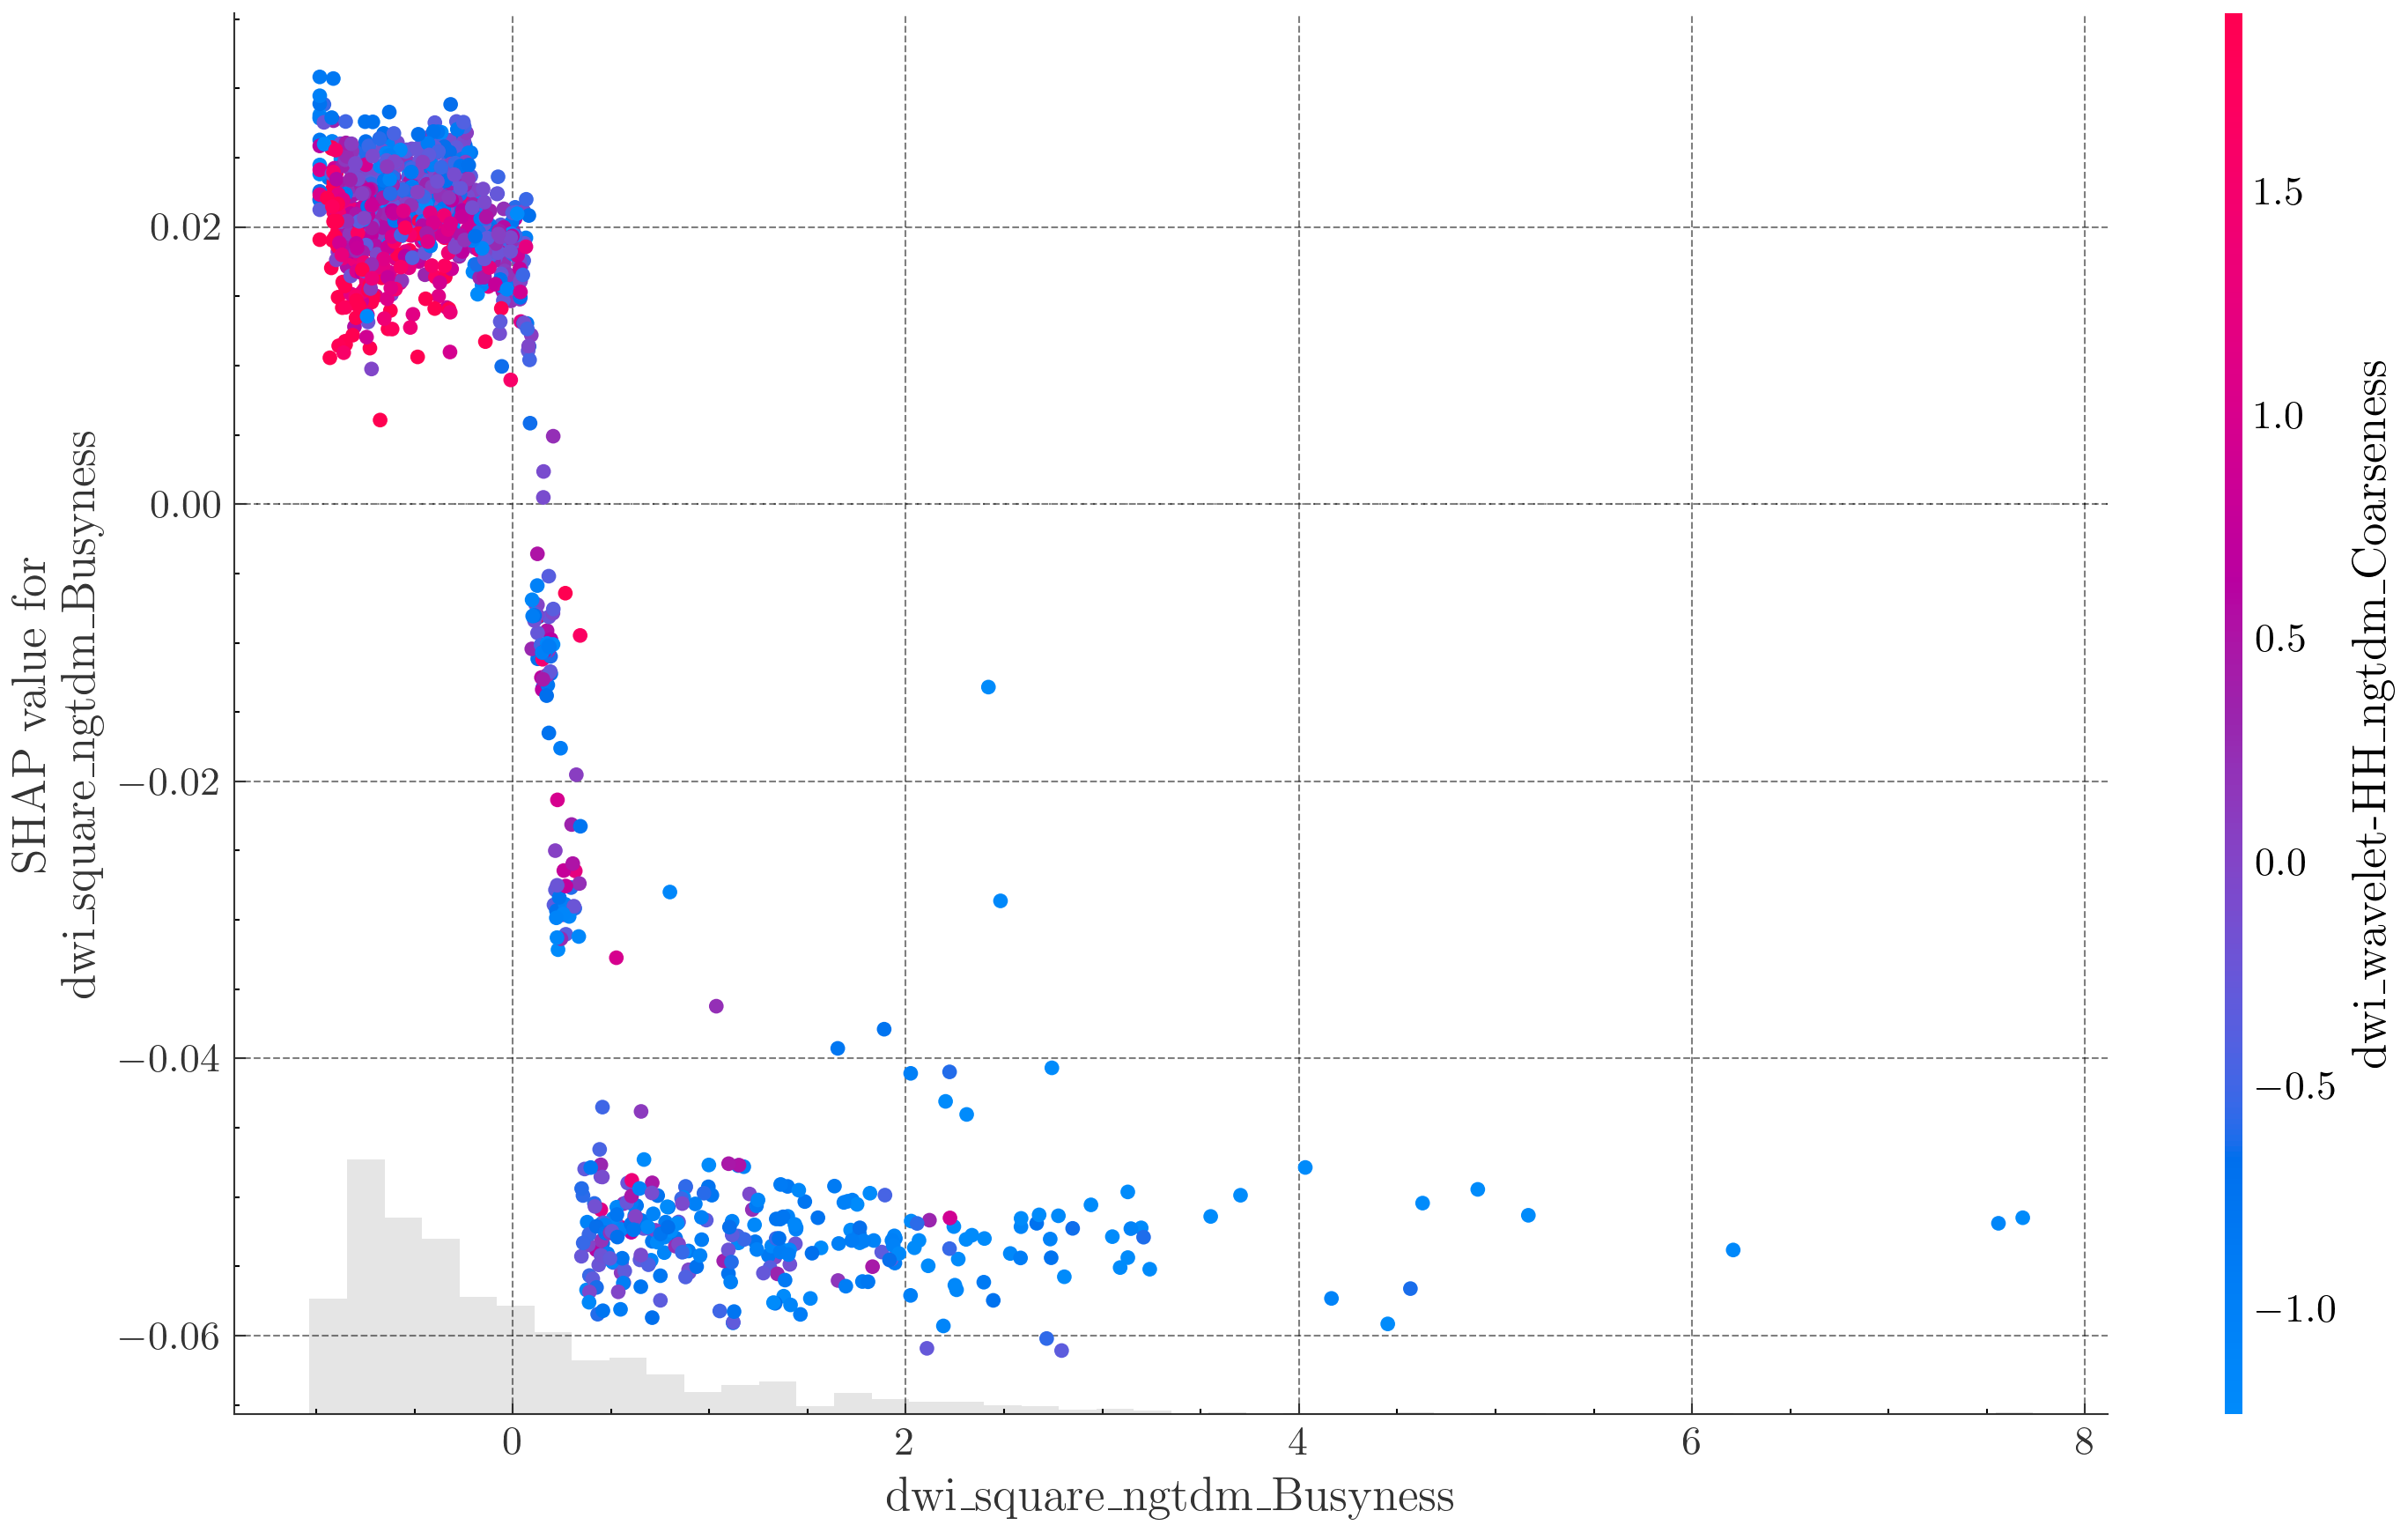 SHAP value for
dwi_square_ngtdm_Busyness
0.02
0.00
−0.02
−0.04
−0.06
0 2 4 6 8
dwi_square_ngtdm_Busyness
1.5
1.0
0.5
0.0
−0.5
−1.0
dwi_wavelet-HH_ngtdm_Coarseness